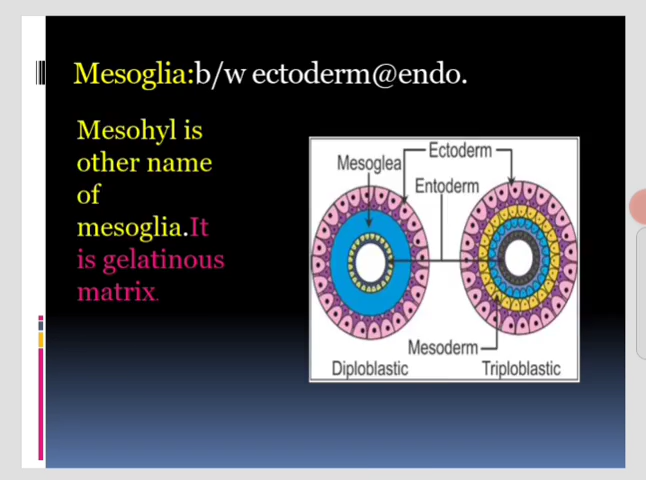 Mesoglia:b/w ectoderm@endo.
Mesohyl is
other name
of
mesoglia.It
is gelatinous
matrix.
Ectoderm
Mesoglea
Entoderm
Mesoderm
Diploblastic
Triploblastic